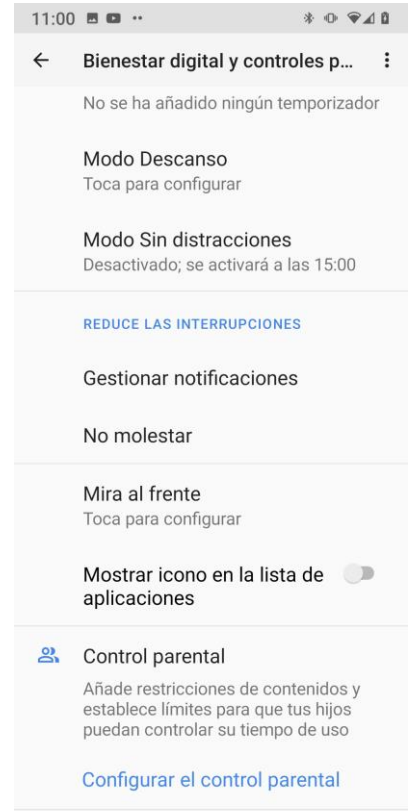 11:00
Bienestar digital y controles p...
No se ha añadido ningún temporizador
Modo Descanso
Toca para configurar
Modo Sin distracciones
Desactivado; se activará a las 15:00
REDUCE LAS INTERRUPCIONES
Gestionar notificaciones
No molestar
Mira al frente
Toca para configurar
Mostrar icono en la lista de
aplicaciones
Control parental
Añade restricciones de contenidos y
establece límites para que tus hijos
puedan controlar su tiempo de uso
Configurar el control parental